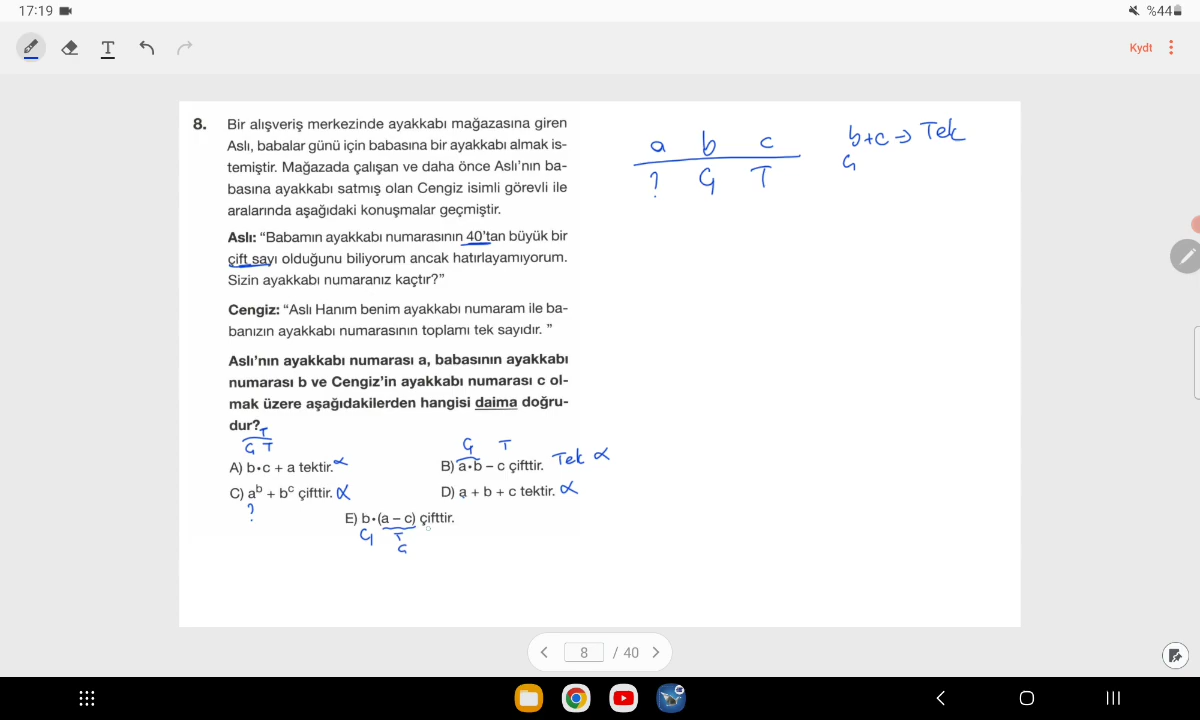 17:19
%44
T
Kydt
8. Bir alışveriş merkezinde ayakkabı mağazasına giren
Aslı, babalar günü için babasına bir ayakkabı almak is-
temiştir. Mağazada çalışan ve daha önce Aslı'nın ba-
basına ayakkabı satmış olan Cengiz isimli görevli ile
aralarında aşağıdaki konuşmalar geçmiştir.
Aslı: "Babamın ayakkabı numarasının 40'tan büyük bir
çift sayı olduğunu biliyorum ancak hatırlayamıyorum.
Sizin ayakkabı numaranız kaçtır?"
Cengiz: "Aslı Hanım benim ayakkabı numaram ile ba-
banızın ayakkabı numarasının toplamı tek sayıdır. "
Aslı'nın ayakkabı numarası a, babasının ayakkabı
numarası b ve Cengiz'in ayakkabı numarası c ol-
mak üzere aşağıdakilerden hangisi daima doğru-
dur?
T
Ç T
A) b•c + a tektir.
Ç T
B) a•b – c çifttir. Tek
C) a^b + b^c çifttir.
?
D) a + b + c tektir.
E) b•(a – c) çifttir.
Ç T
Ç
a b c
? Ç T
b+c => Tek
Ç
8 / 40